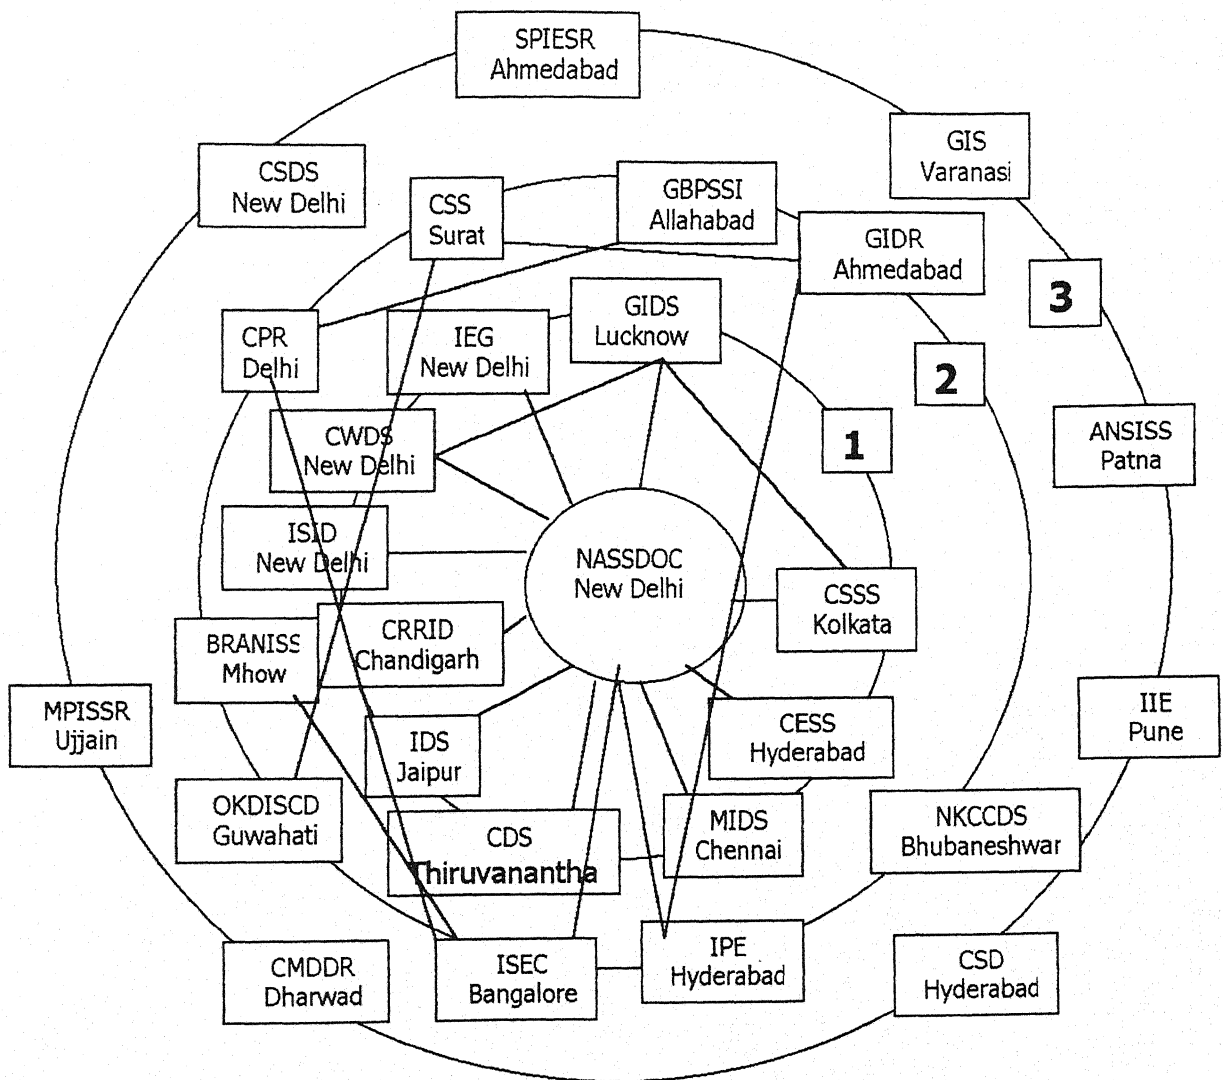 SPIESR
Ahmedabad
GIS
Varanasi
CSDS
New Delhi
CSS
Surat
GBPSSI
Allahabad
GIDR
Ahmedabad
3
GIDS
Lucknow
CPR
Delhi
IEG
New Delhi
2
CWDS
New Delhi
1
ANSISS
Patna
ISID
New Delhi
NASSDOC
New Delhi
CSSS
Kolkata
BRANISS
Mhow
CRRID
Chandigarh
MPISSR
Ujjain
IDS
Jaipur
CESS
Hyderabad
IIE
Pune
OKDISCD
Guwahati
CDS
Thiruvanantha
MIDS
Chennai
NKCCDS
Bhubaneshwar
CMDDR
Dharwad
ISEC
Bangalore
IPE
Hyderabad
CSD
Hyderabad